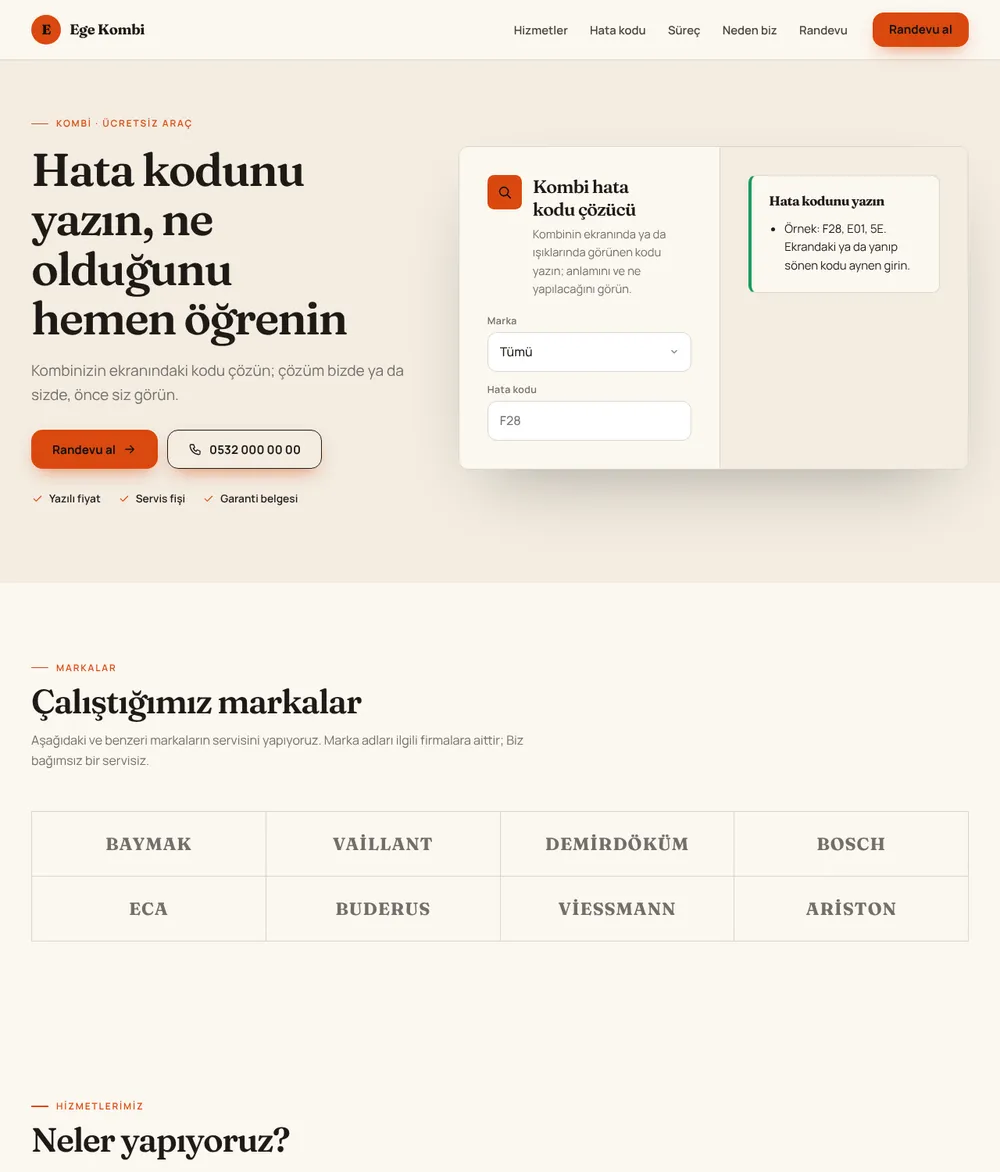 E Ege Kombi
Hizmetler Hata kodu Süreç Neden biz Randevu Randevu al
KOMBİ · ÜCRETSİZ ARAÇ
Hata kodunu
yazın, ne
olduğunu
hemen öğrenin
Kombinizin ekranındaki kodu çözün; çözüm bizde ya da
sizde, önce siz görün.
Randevu al → 0532 000 00 00
Yazılı fiyat Servis fişi Garanti belgesi
Kombi hata
kodu çözücü
Kombinin ekranında ya da
ışıklarında görünen kodu
yazın; anlamını ve ne
yapılacağını görün.
Marka
Tümü
Hata kodu
F28
Hata kodunu yazın
• Örnek: F28, E01, 5E.
Ekrandaki ya da yanıp
sönen kodu aynen girin.
MARKALAR
Çalıştığımız markalar
Aşağıdaki ve benzeri markaların servisini yapıyoruz. Marka adları ilgili firmalara aittir; Biz
bağımsız bir servisiz.
BAYMAK VAİLLANT DEMİRDÖKÜM BOSCH
ECA BUDERUS VİESSMANN ARİSTON
HİZMETLERİMİZ
Neler yapıyoruz?